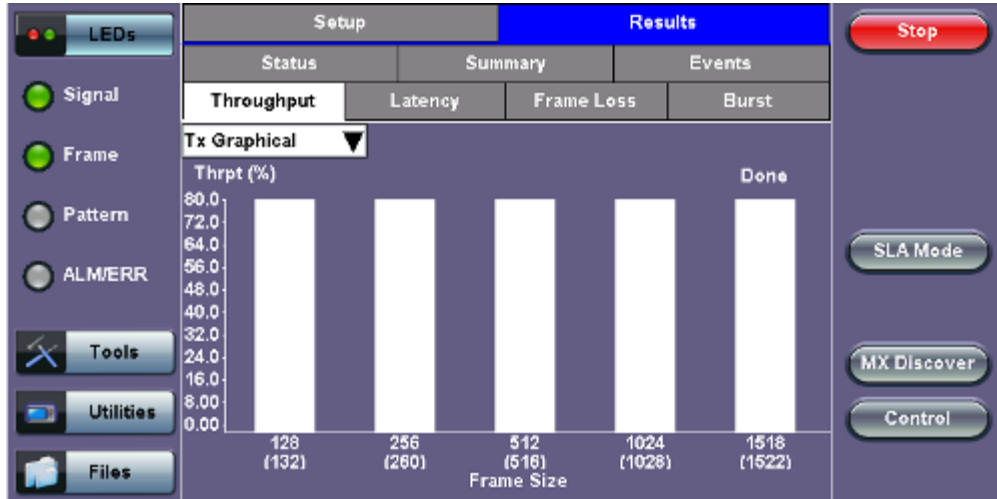 LEDs
Setup
Results
Stop
Status
Summary
Events
Signal
Throughput
Latency
Frame Loss
Burst
Tx Graphical
Frame
Thrpt (%)
Done
80.0
72.0
Pattern
64.0
SLA Mode
56.0
ALM/ERR
48.0
40.0
32.0
Tools
24.0
MX Discover
16.0
8.00
Utilities
Control
0.00
128 256 512 1024 1518
(132) (260) (516) (1028) (1522)
Files
Frame Size